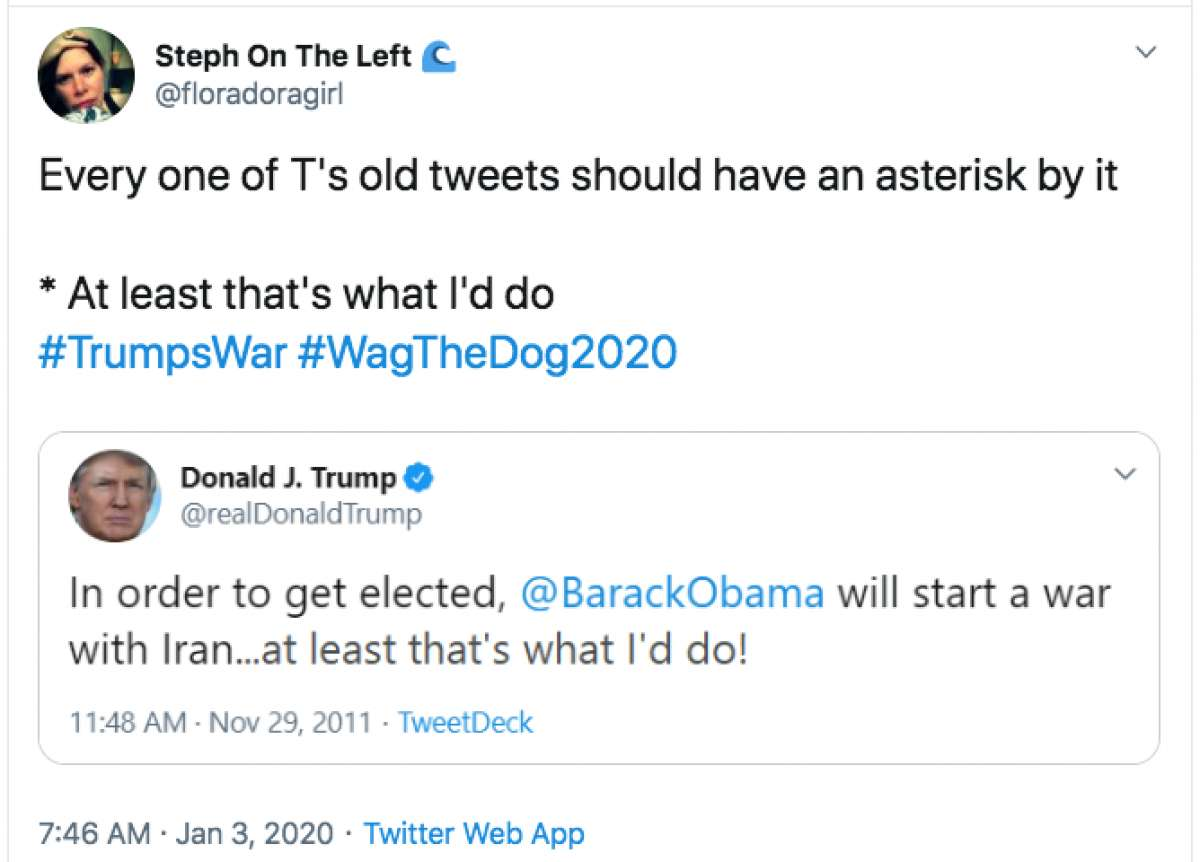 Steph On The Left 🌊
@floradoragirl
Every one of T's old tweets should have an asterisk by it
* At least that's what I'd do
#TrumpsWar #WagTheDog2020
Donald J. Trump
@realDonaldTrump
In order to get elected, @BarackObama will start a war
with Iran...at least that's what I'd do!
11:48 AM · Nov 29, 2011 · TweetDeck
7:46 AM · Jan 3, 2020 · Twitter Web App